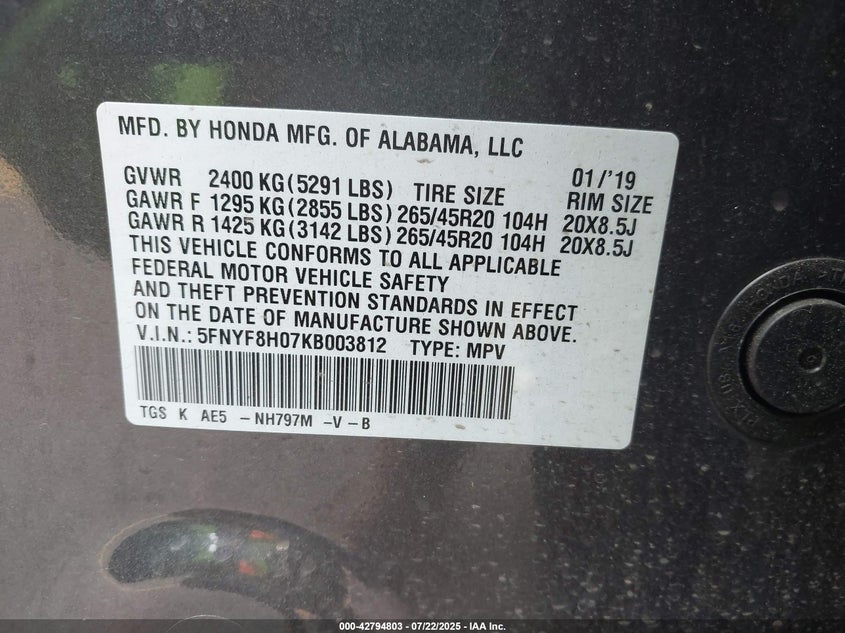 MFD. BY HONDA MFG. OF ALABAMA, LLC
01/'19
GVWR 2400 KG(5291 LBS) TIRE SIZE RIM SIZE
GAWR F 1295 KG(2855 LBS) 265/45R20 104H 20X8.5J
GAWR R 1425 KG(3142 LBS) 265/45R20 104H 20X8.5J
THIS VEHICLE CONFORMS TO ALL APPLICABLE
FEDERAL MOTOR VEHICLE SAFETY
AND THEFT PREVENTION STANDARDS IN EFFECT
ON THE DATE OF MANUFACTURE SHOWN ABOVE.
V.I.N.: 5FNYF8H07KB003812 TYPE: MPV
TGS K AE5 -NH797M -V-B
000-42794803 - 07/22/2025 - IAA Inc.